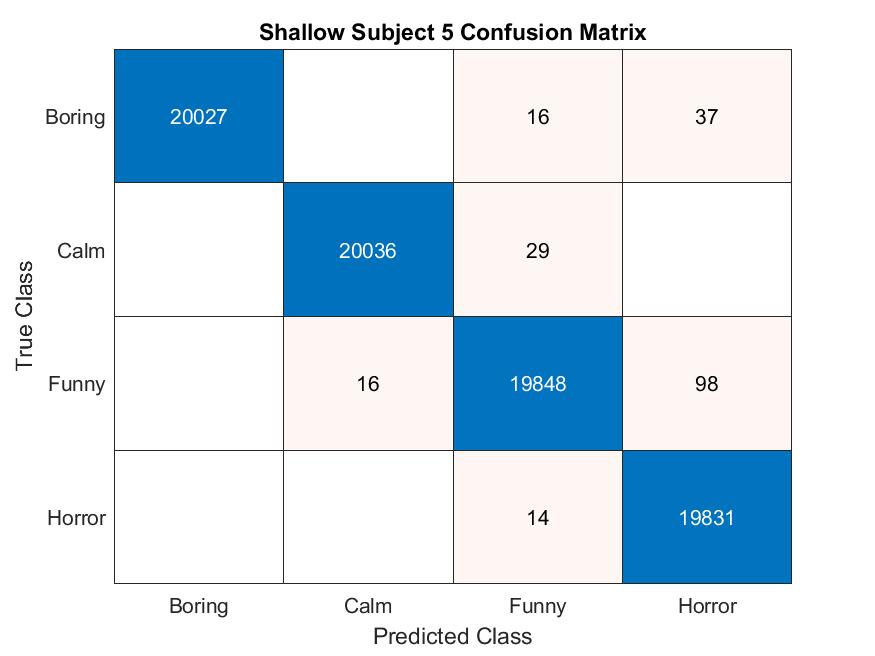 Shallow Subject 5 Confusion Matrix
True Class
Boring 20027 16 37
Calm 20036 29
Funny 16 19848 98
Horror 14 19831
Boring Calm Funny Horror
Predicted Class